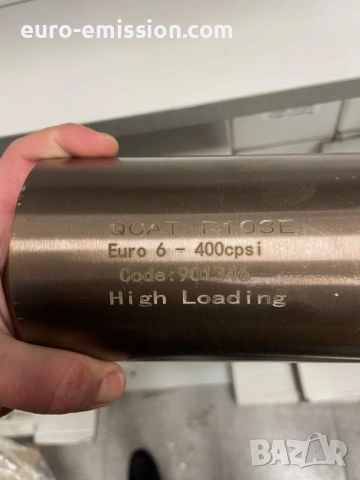 euro-emission.com
QCAT R103E
Euro 6 - 400cpsi
Code:901346
High Loading
BAZAR